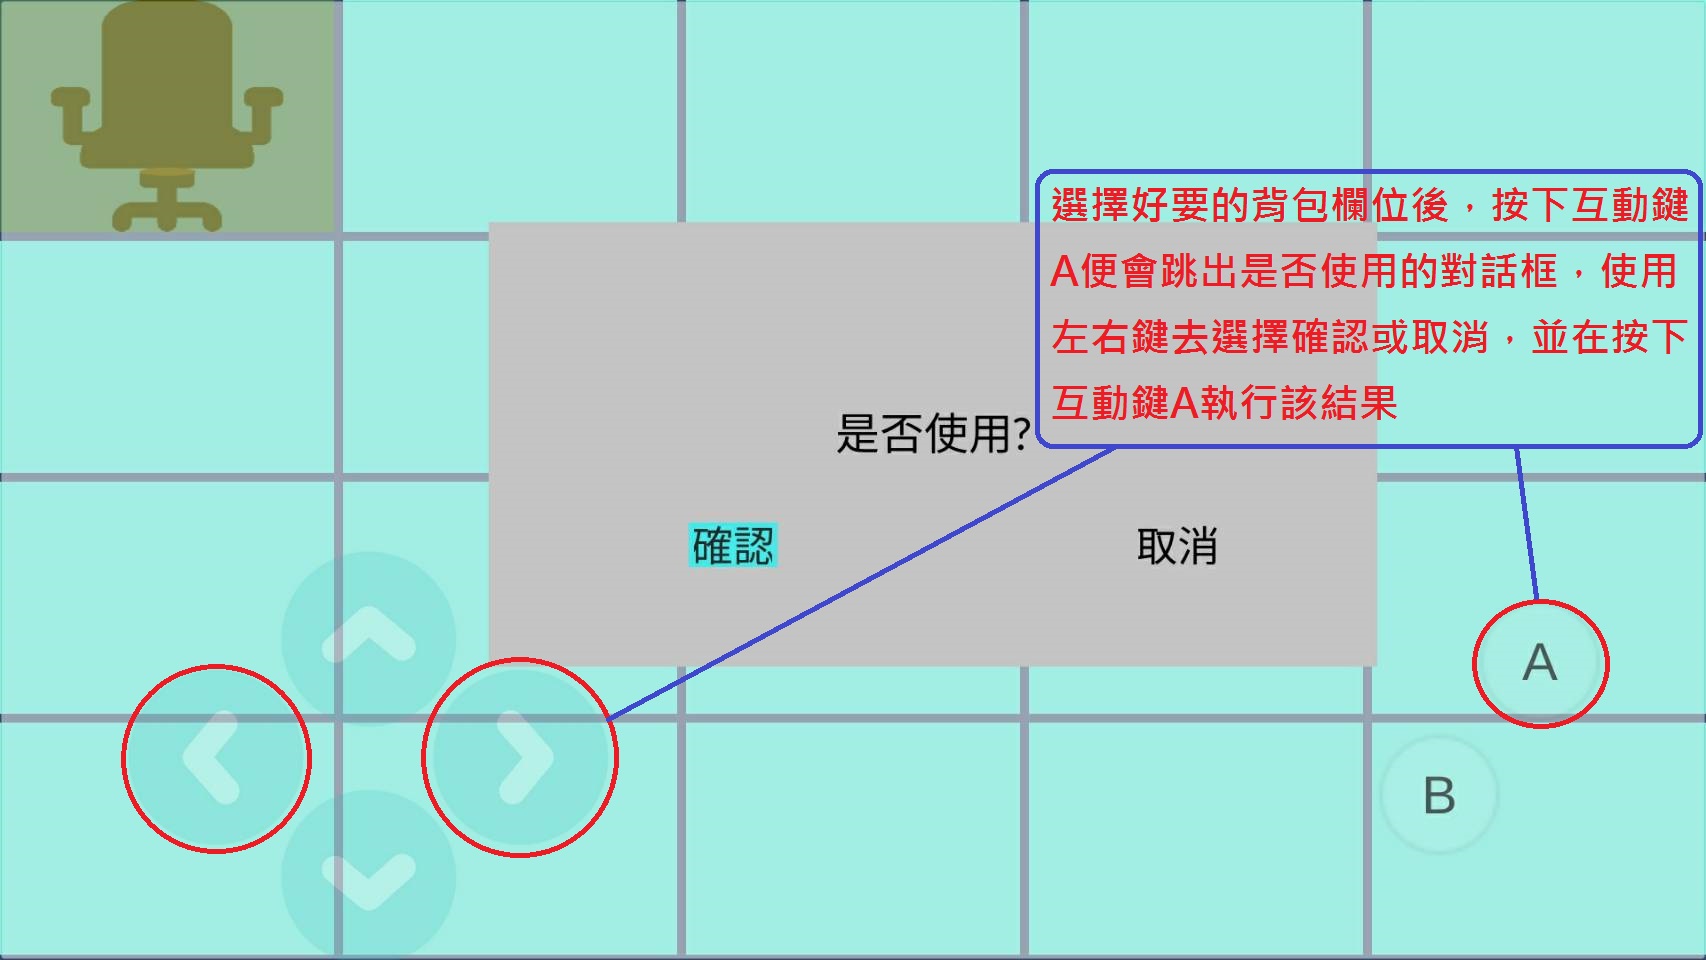 選擇好要的背包欄位後，按下互動鍵
A便會跳出是否使用的對話框，使用
左右鍵去選擇確認或取消，並在按下
互動鍵A執行該結果
是否使用?
確認 取消
A
B